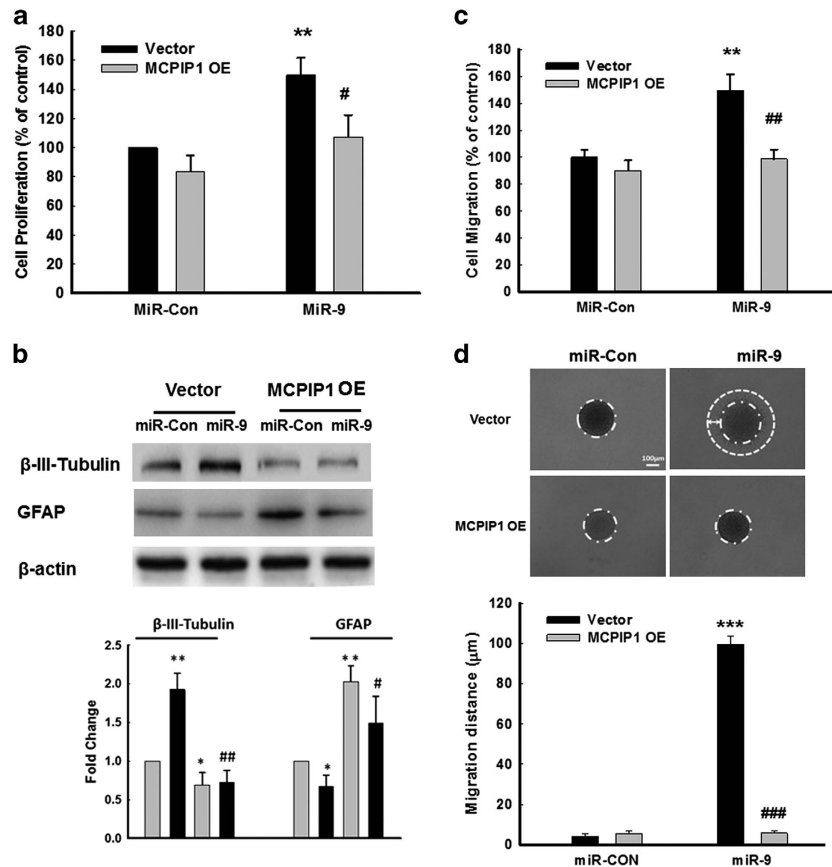 a
Cell Proliferation (% of control)
180
160
140
120
100
80
60
40
20
0
Vector
MCPIP1 OE
**
#
MiR-Con MiR-9
c
Cell Migration (% of control)
180
160
140
120
100
80
60
40
20
0
Vector
MCPIP1 OE
**
##
MiR-Con MiR-9
b
Vector MCPIP1 OE
miR-Con miR-9 miR-Con miR-9
β-III-Tubulin
GFAP
β-actin
β-III-Tubulin GFAP
Fold Change
2.5
2.0
1.5
1.0
0.5
0.0
**
*
##
*
**
#
d
miR-Con miR-9
Vector
100μm
MCPIP1 OE
Migration distance (μm)
120
100
80
60
40
20
0
Vector
MCPIP1 OE
***
###
miR-CON miR-9